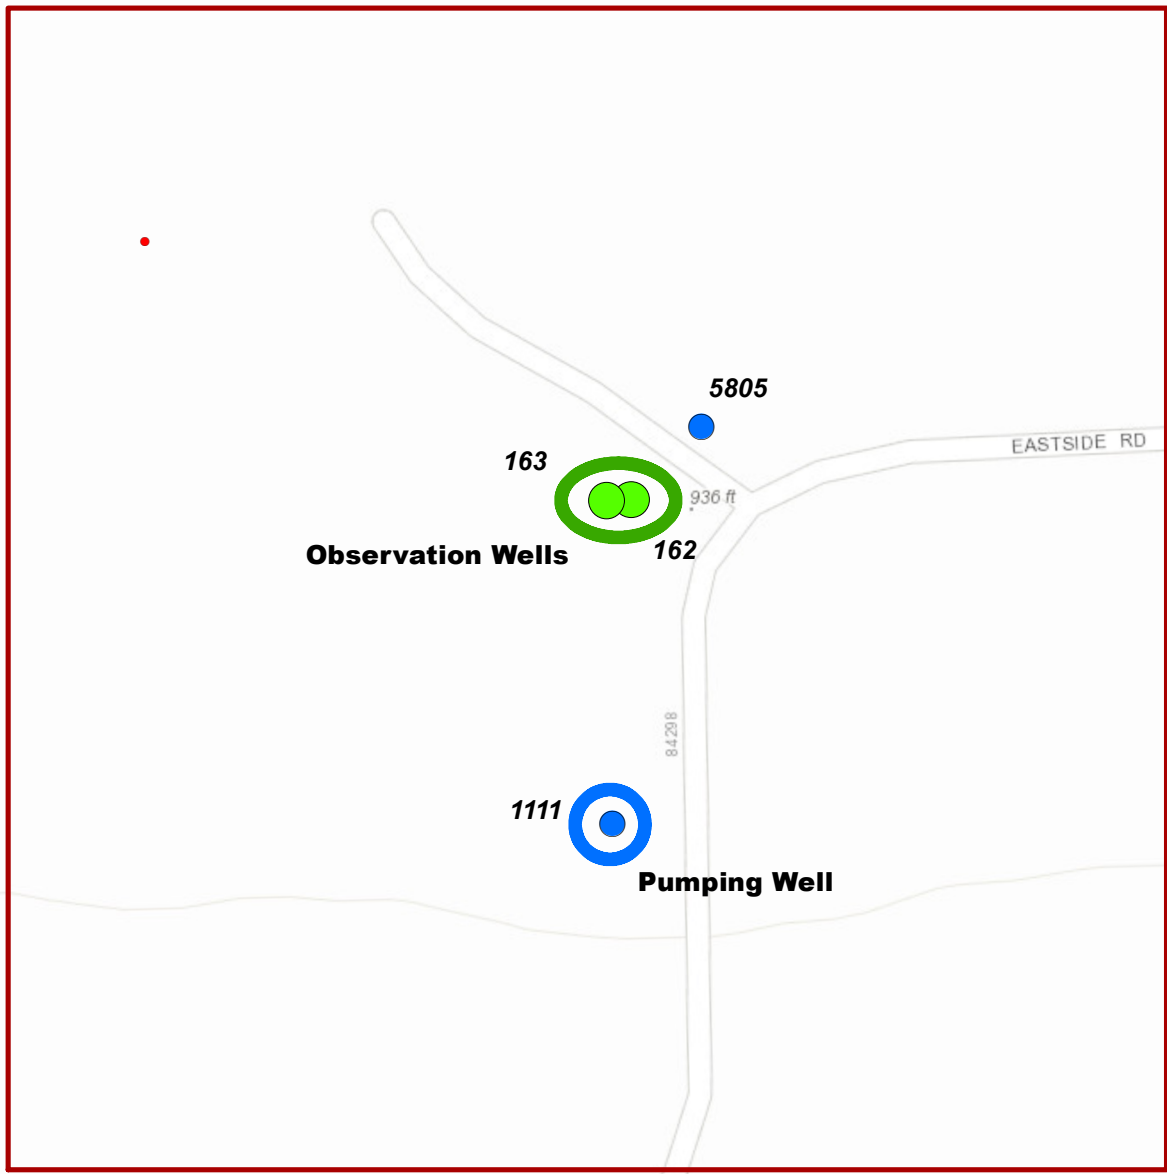 5805
EASTSIDE RD
163
936 ft
162
Observation Wells
84298
1111
Pumping Well